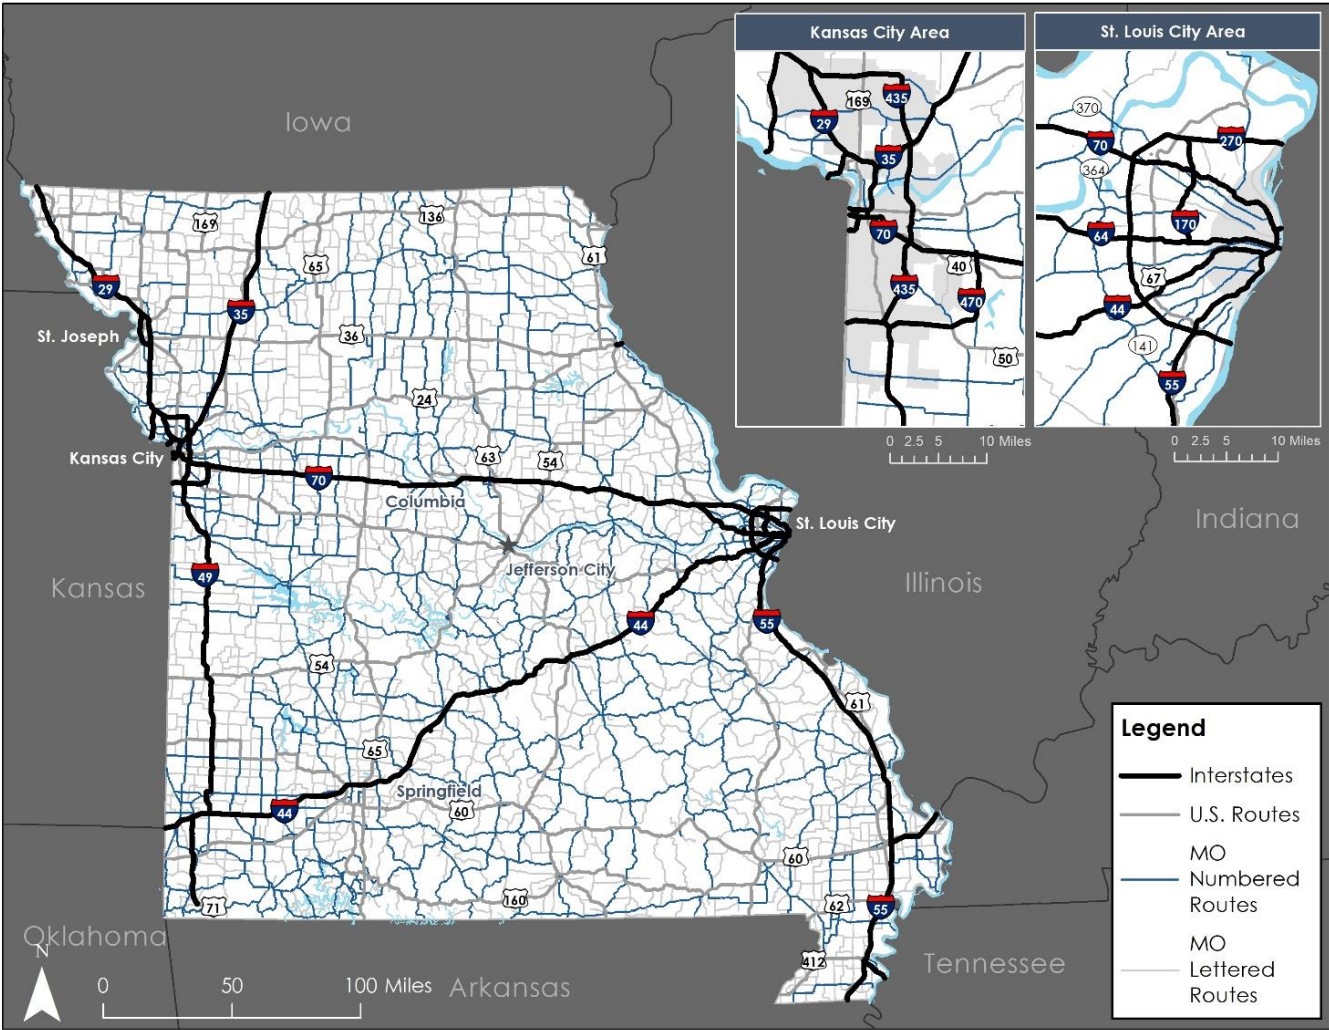 Kansas City Area
169
435
29
35
70
40
435
470
50
0 2.5 5 10 Miles
St. Louis City Area
370
70
270
364
170
64
67
44
141
55
0 2.5 5 10 Miles
Iowa
169
136
65
61
29
35
St. Joseph
36
24
Kansas City
63
54
70
Columbia
St. Louis City
Indiana
Jefferson City
Kansas
49
Illinois
44
55
54
61
65
Springfield
44
60
60
71
160
62
55
412
Oklahoma
Arkansas
Tennessee
N
0 50 100 Miles
Legend
Interstates
U.S. Routes
MO
Numbered
Routes
MO
Lettered
Routes